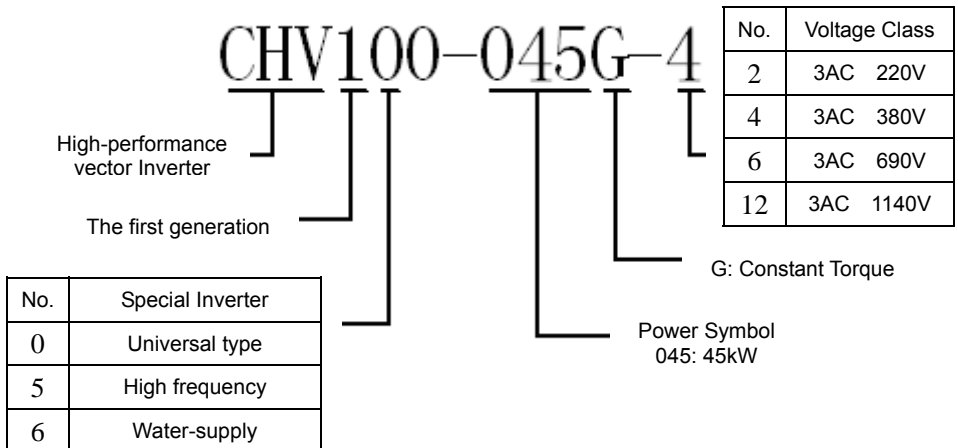 CHV100-045G-4
No. Voltage Class
2 3AC 220V
4 3AC 380V
6 3AC 690V
12 3AC 1140V
High-performance
vector Inverter
The first generation
G: Constant Torque
No. Special Inverter
0 Universal type
5 High frequency
6 Water-supply
Power Symbol
045: 45kW